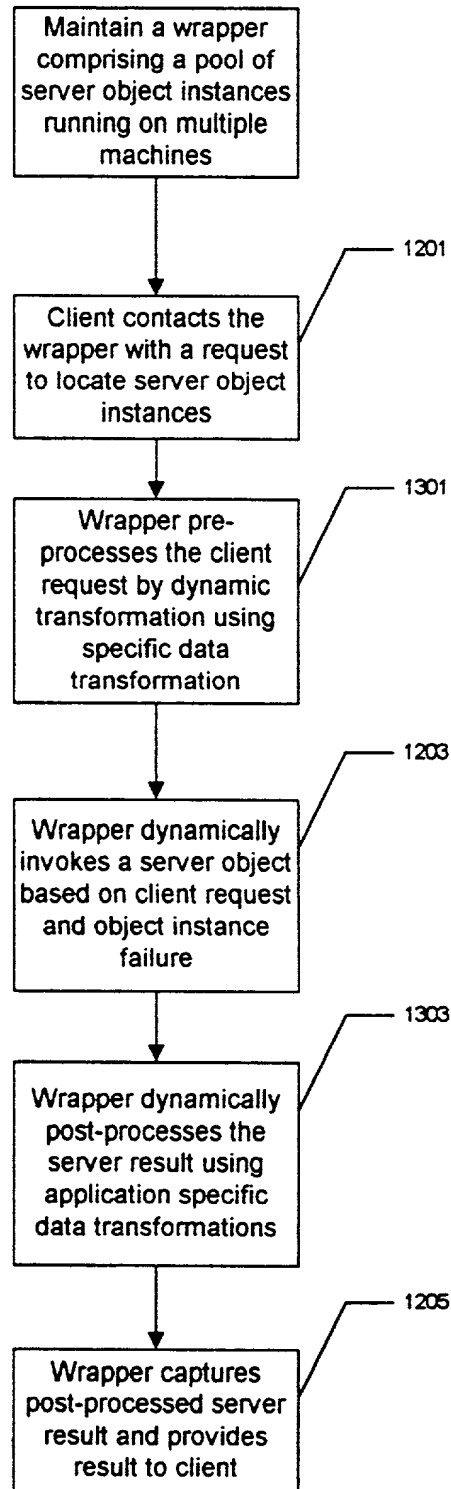 Maintain a wrapper
comprising a pool of
server object instances
running on multiple
machines
1201
Client contacts the
wrapper with a request
to locate server object
instances
1301
Wrapper pre-
processes the client
request by dynamic
transformation using
specific data
transformation
1203
Wrapper dynamically
invokes a server object
based on client request
and object instance
failure
1303
Wrapper dynamically
post-processes the
server result using
application specific
data transformations
1205
Wrapper captures
post-processed server
result and provides
result to client